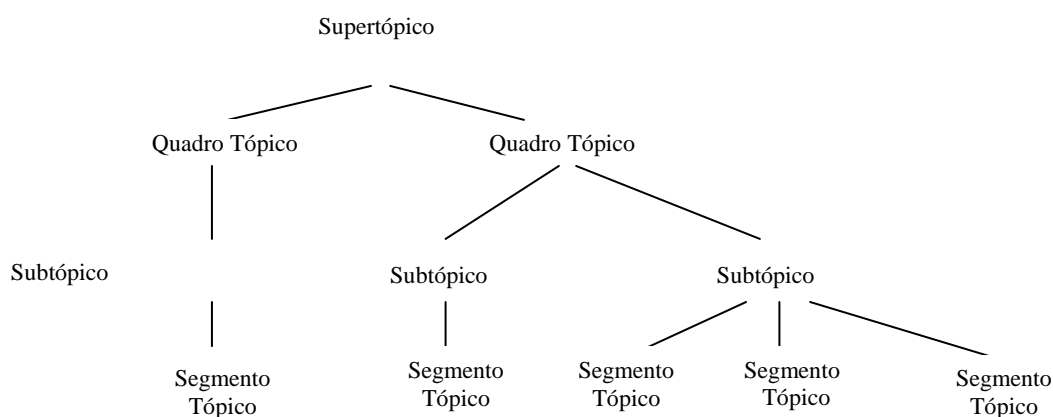 Supertópico
Quadro Tópico Quadro Tópico
Subtópico Subtópico Subtópico
Segmento Segmento Segmento Segmento Segmento
Tópico Tópico Tópico Tópico Tópico